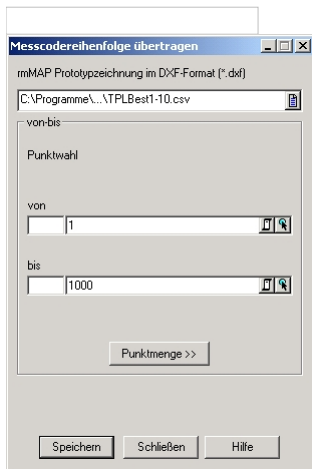 Messcodereihenfolge übertragen
rmMAP Prototypzeichnung im DXF-Format (*.dxf)
C:\Programme\...\TPLBest1-10.csv
von-bis
Punktwahl
von
1
bis
1000
Punktmenge >>
Speichern Schließen Hilfe